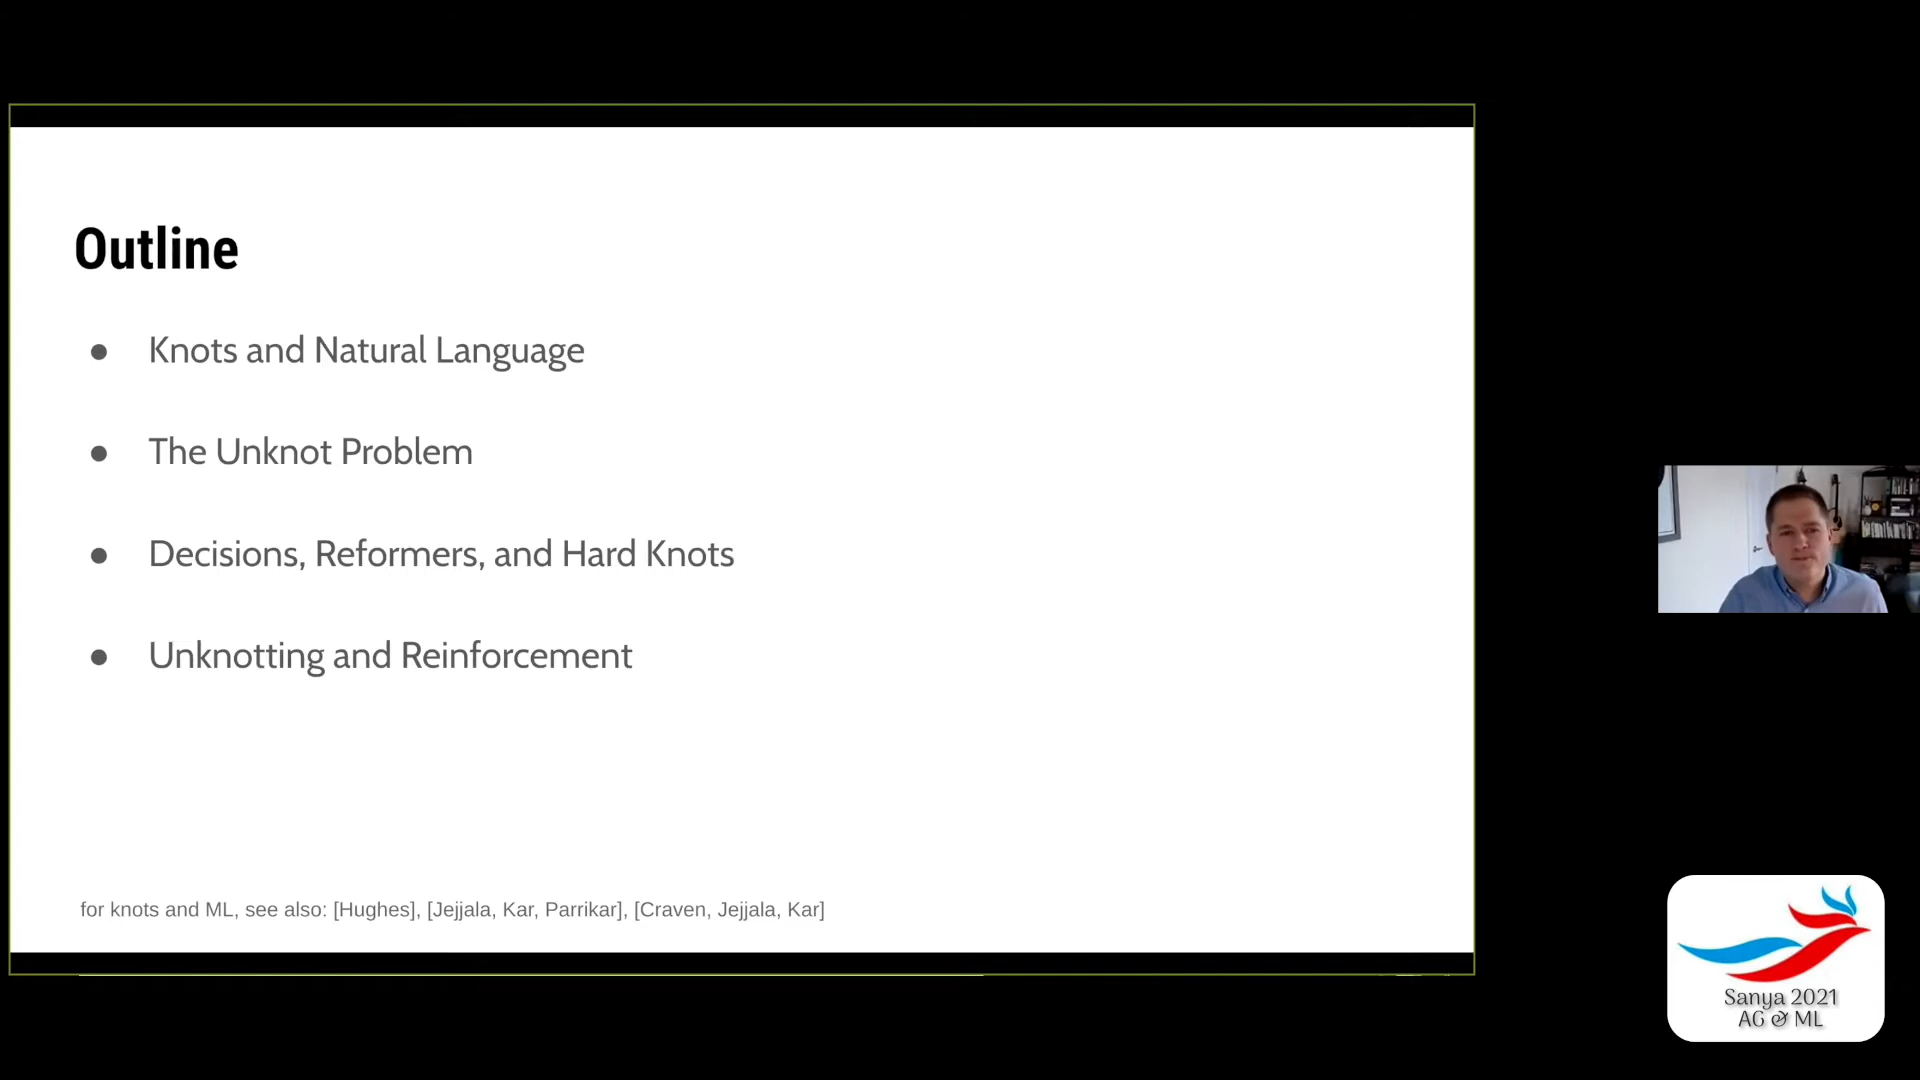 Outline
● Knots and Natural Language
● The Unknot Problem
● Decisions, Reformers, and Hard Knots
● Unknotting and Reinforcement
for knots and ML, see also: [Hughes], [Jejjala, Kar, Parrikar], [Craven, Jejjala, Kar]
Sanya 2021
AG & ML